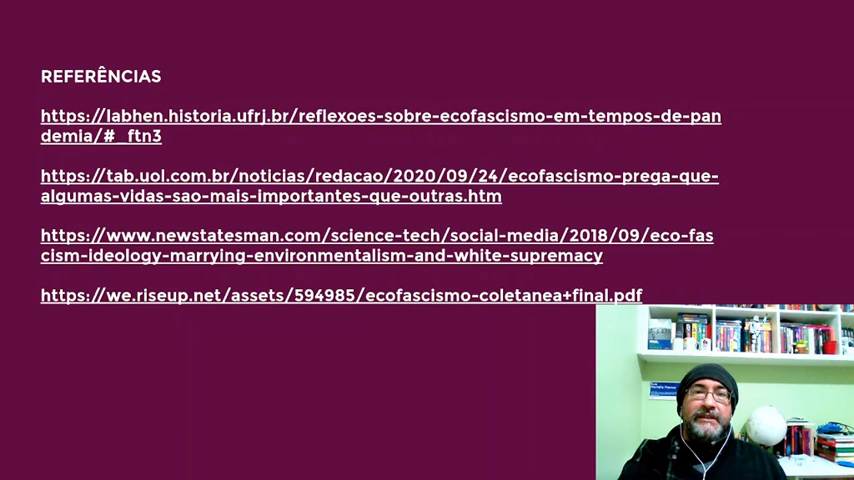 REFERÊNCIAS
https://labhen.historia.ufrj.br/reflexoes-sobre-ecofascismo-em-tempos-de-pan
demia/#_ftn3
https://tab.uol.com.br/noticias/redacao/2020/09/24/ecofascismo-prega-que-
algumas-vidas-sao-mais-importantes-que-outras.htm
https://www.newstatesman.com/science-tech/social-media/2018/09/eco-fas
cism-ideology-marrying-environmentalism-and-white-supremacy
https://we.riseup.net/assets/594985/ecofascismo-coletanea+final.pdf